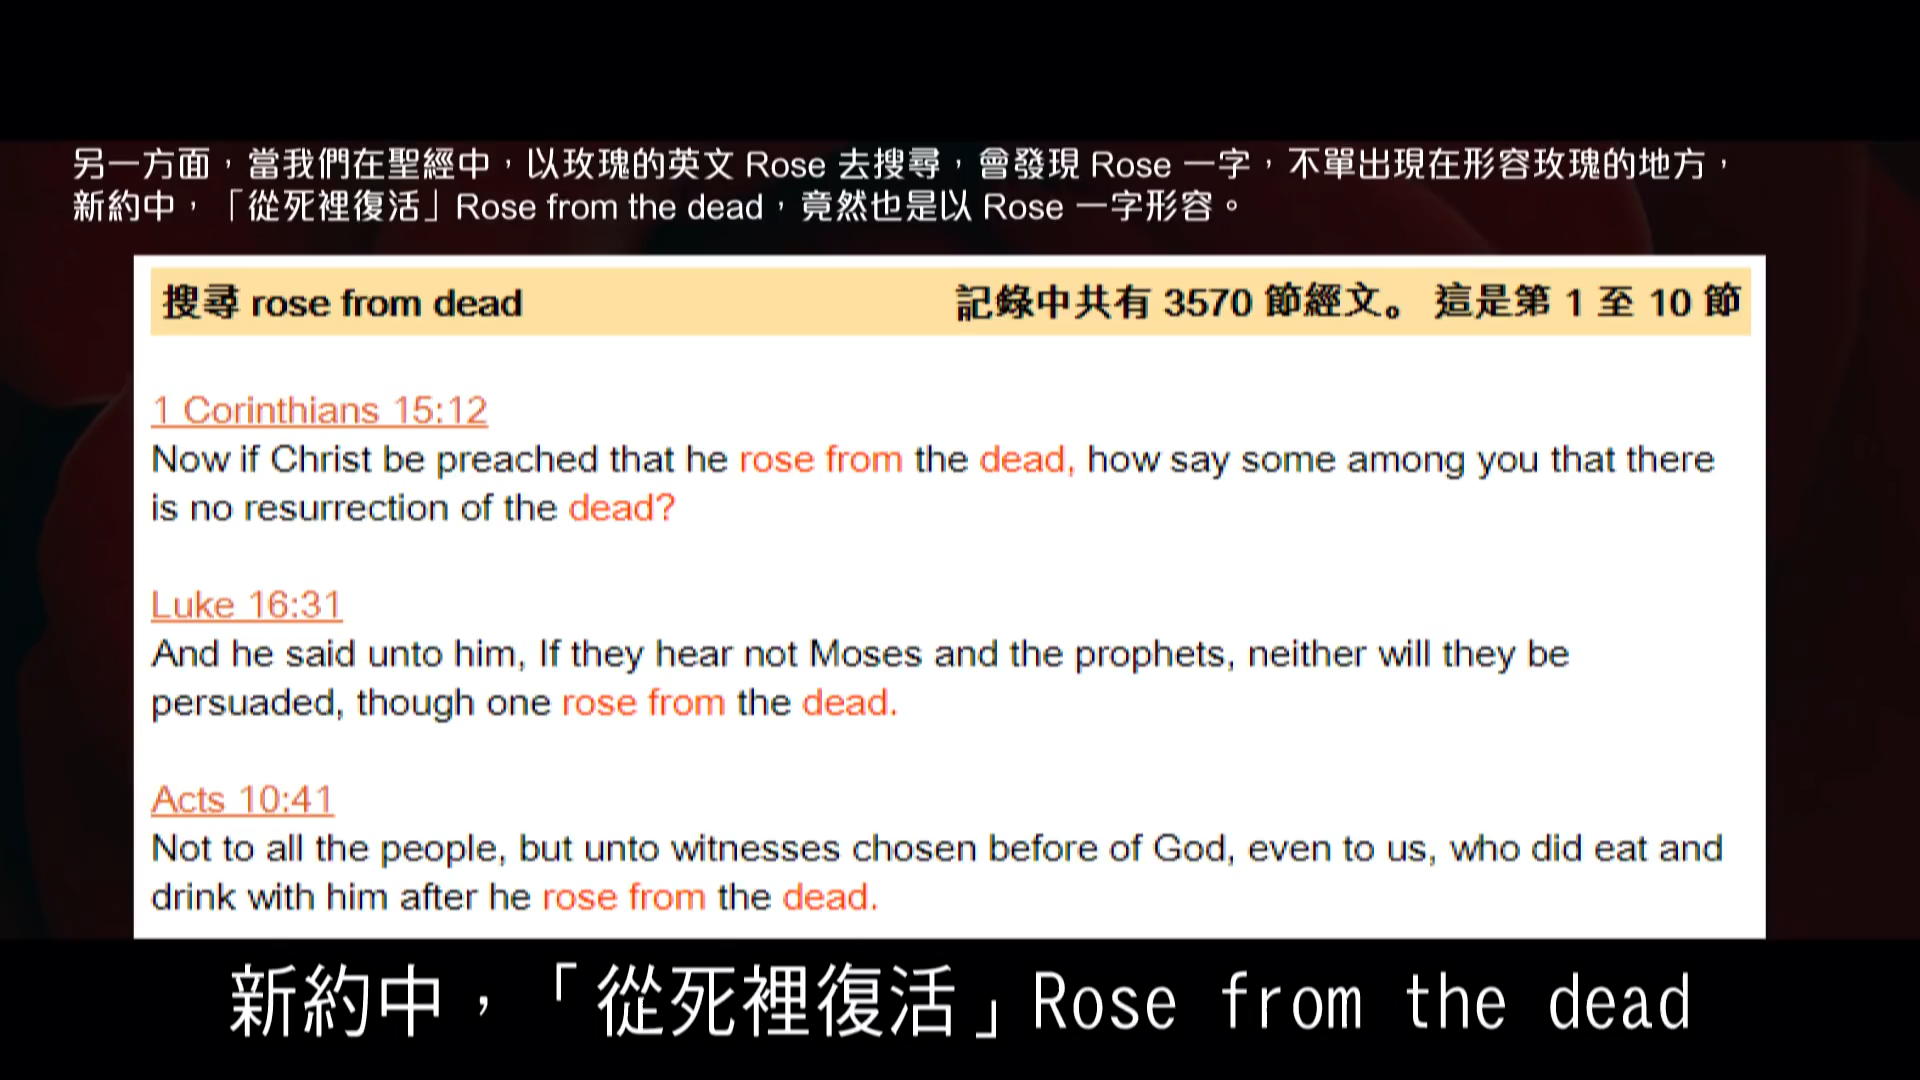 另一方面，當我們在聖經中，以玫瑰的英文 Rose 去搜尋，會發現 Rose 一字，不單出現在形容玫瑰的地方，
新約中，「從死裡復活」Rose from the dead，竟然也是以 Rose 一字形容。
搜尋 rose from dead 記錄中共有 3570 節經文。 這是第 1 至 10 節
1 Corinthians 15:12
Now if Christ be preached that he rose from the dead, how say some among you that there
is no resurrection of the dead?
Luke 16:31
And he said unto him, If they hear not Moses and the prophets, neither will they be
persuaded, though one rose from the dead.
Acts 10:41
Not to all the people, but unto witnesses chosen before of God, even to us, who did eat and
drink with him after he rose from the dead.
新約中，「從死裡復活」Rose from the dead